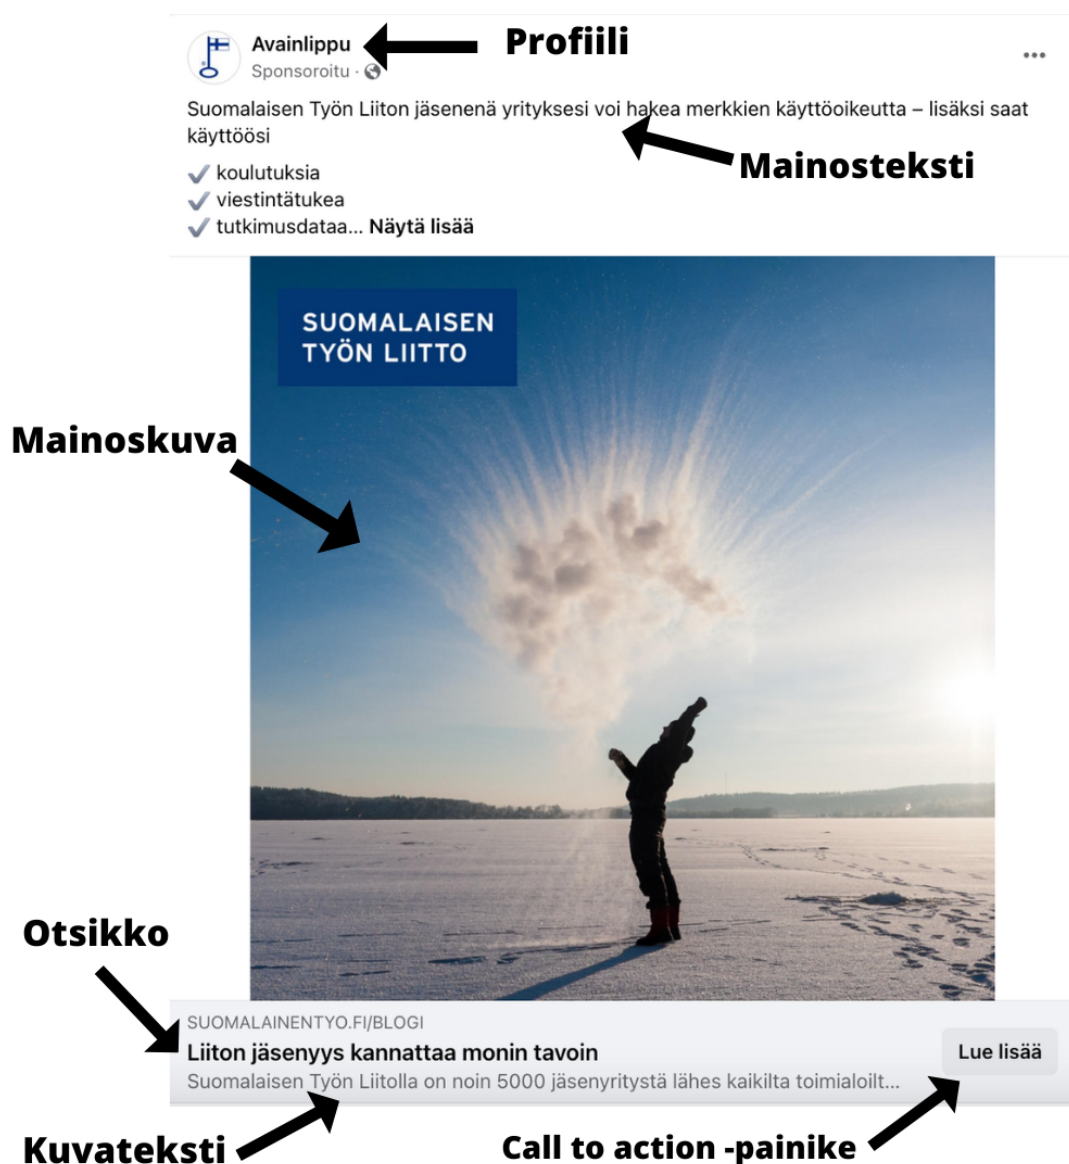 Avainlippu
Profiili
Sponsoroitu ·
Suomalaisen Työn Liiton jäsenenä yrityksesi voi hakea merkkien käyttöoikeutta – lisäksi saat
käyttöösi
Mainosteksti
koulutuksia
viestintätukea
tutkimusdataa... Näytä lisää
SUOMALAISEN
TYÖN LIITTO
Mainoskuva
Otsikko
SUOMALAINENTYO.FI/BLOGI
Liiton jäsenyys kannattaa monin tavoin
Lue lisää
Suomalaisen Työn Liitolla on noin 5000 jäsenyritystä lähes kaikilta toimialoilt...
Kuvateksti
Call to action -painike